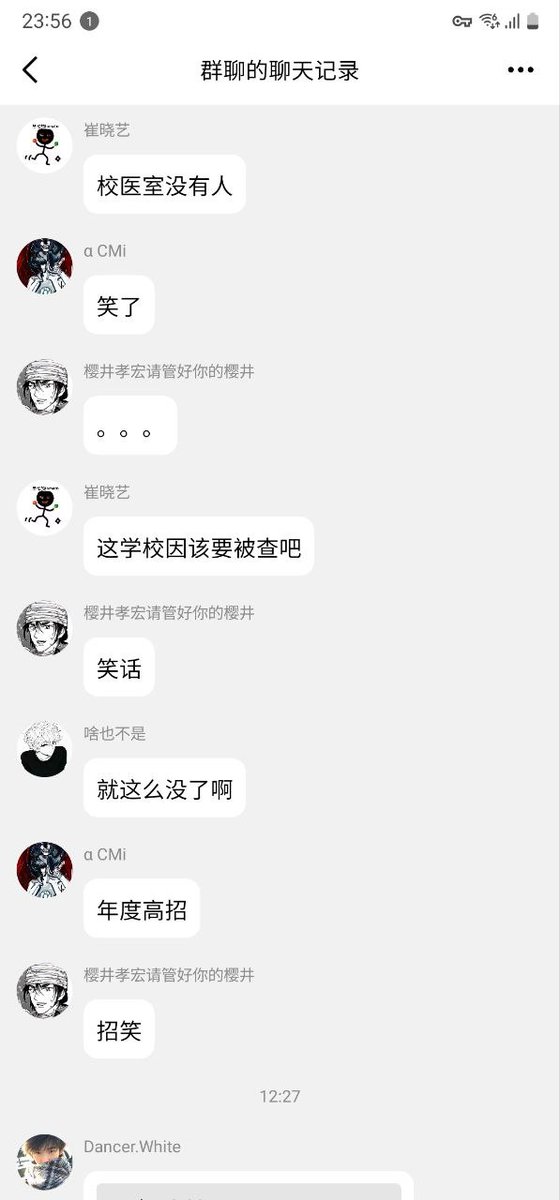 23:56 1
群聊的聊天记录
崔晓艺
校医室没有人
α CMi
笑了
樱井孝宏请管好你的樱井
。。。
崔晓艺
这学校因该要被查吧
樱井孝宏请管好你的樱井
笑话
啥也不是
就这么没了啊
α CMi
年度高招
樱井孝宏请管好你的樱井
招笑
12:27
Dancer.White